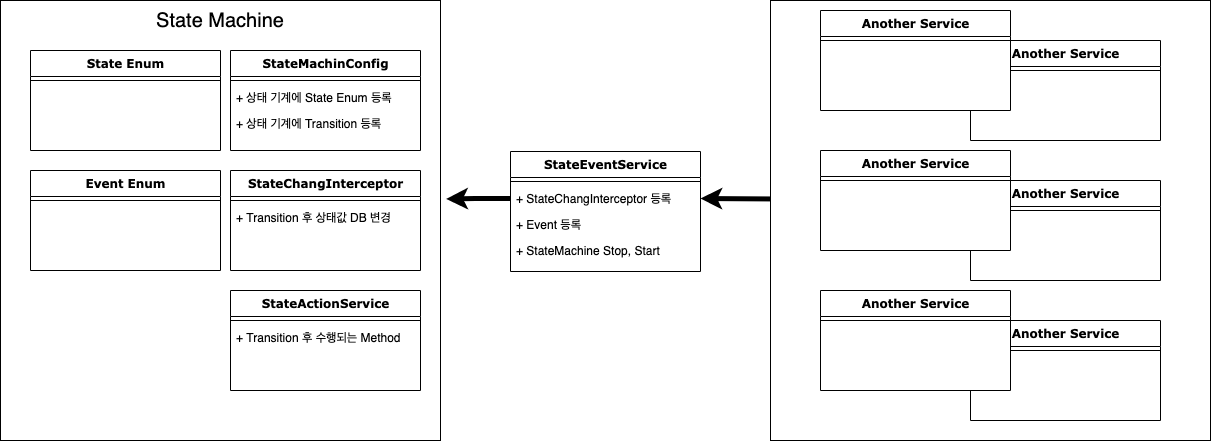 State Machine
State Enum
StateMachinConfig
+ 상태 기계에 State Enum 등록
+ 상태 기계에 Transition 등록
Event Enum
StateChangInterceptor
+ Transition 후 상태값 DB 변경
StateActionService
+ Transition 후 수행되는 Method
StateEventService
+ StateChangInterceptor 등록
+ Event 등록
+ StateMachine Stop, Start
Another Service
Another Service
Another Service
Another Service
Another Service
Another Service